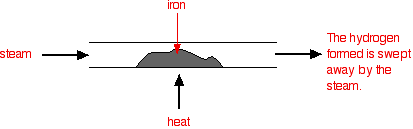 iron
steam
The hydrogen
formed is swept
away by the
steam.
heat